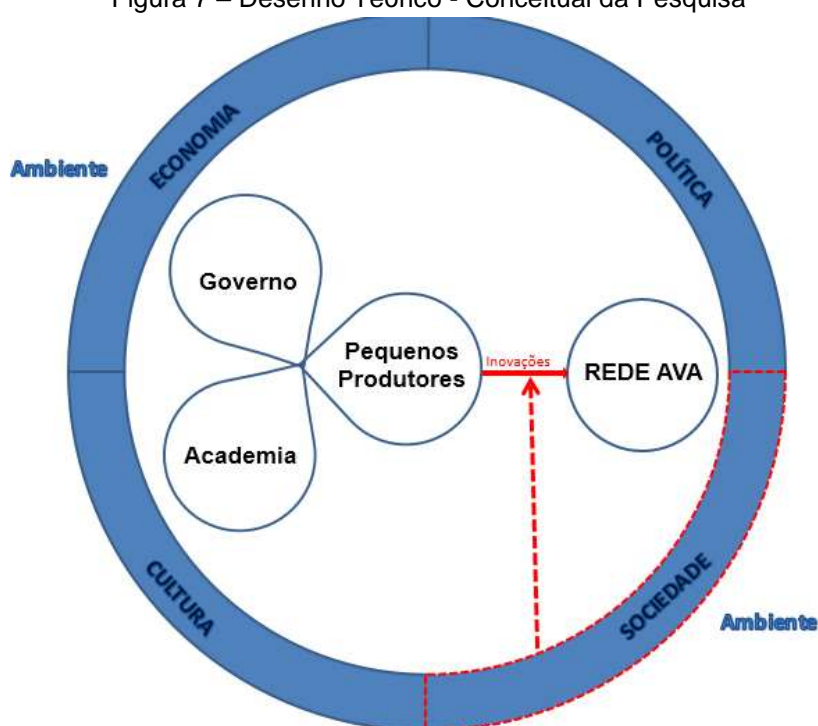 Figura 7 – Desenho Teórico - Conceitual da Pesquisa
ECONOMIA
POLÍTICA
Ambiente
Governo
Pequenos
Produtores
Inovações
REDE AVA
Academia
CULTURA
SOCIEDADE
Ambiente